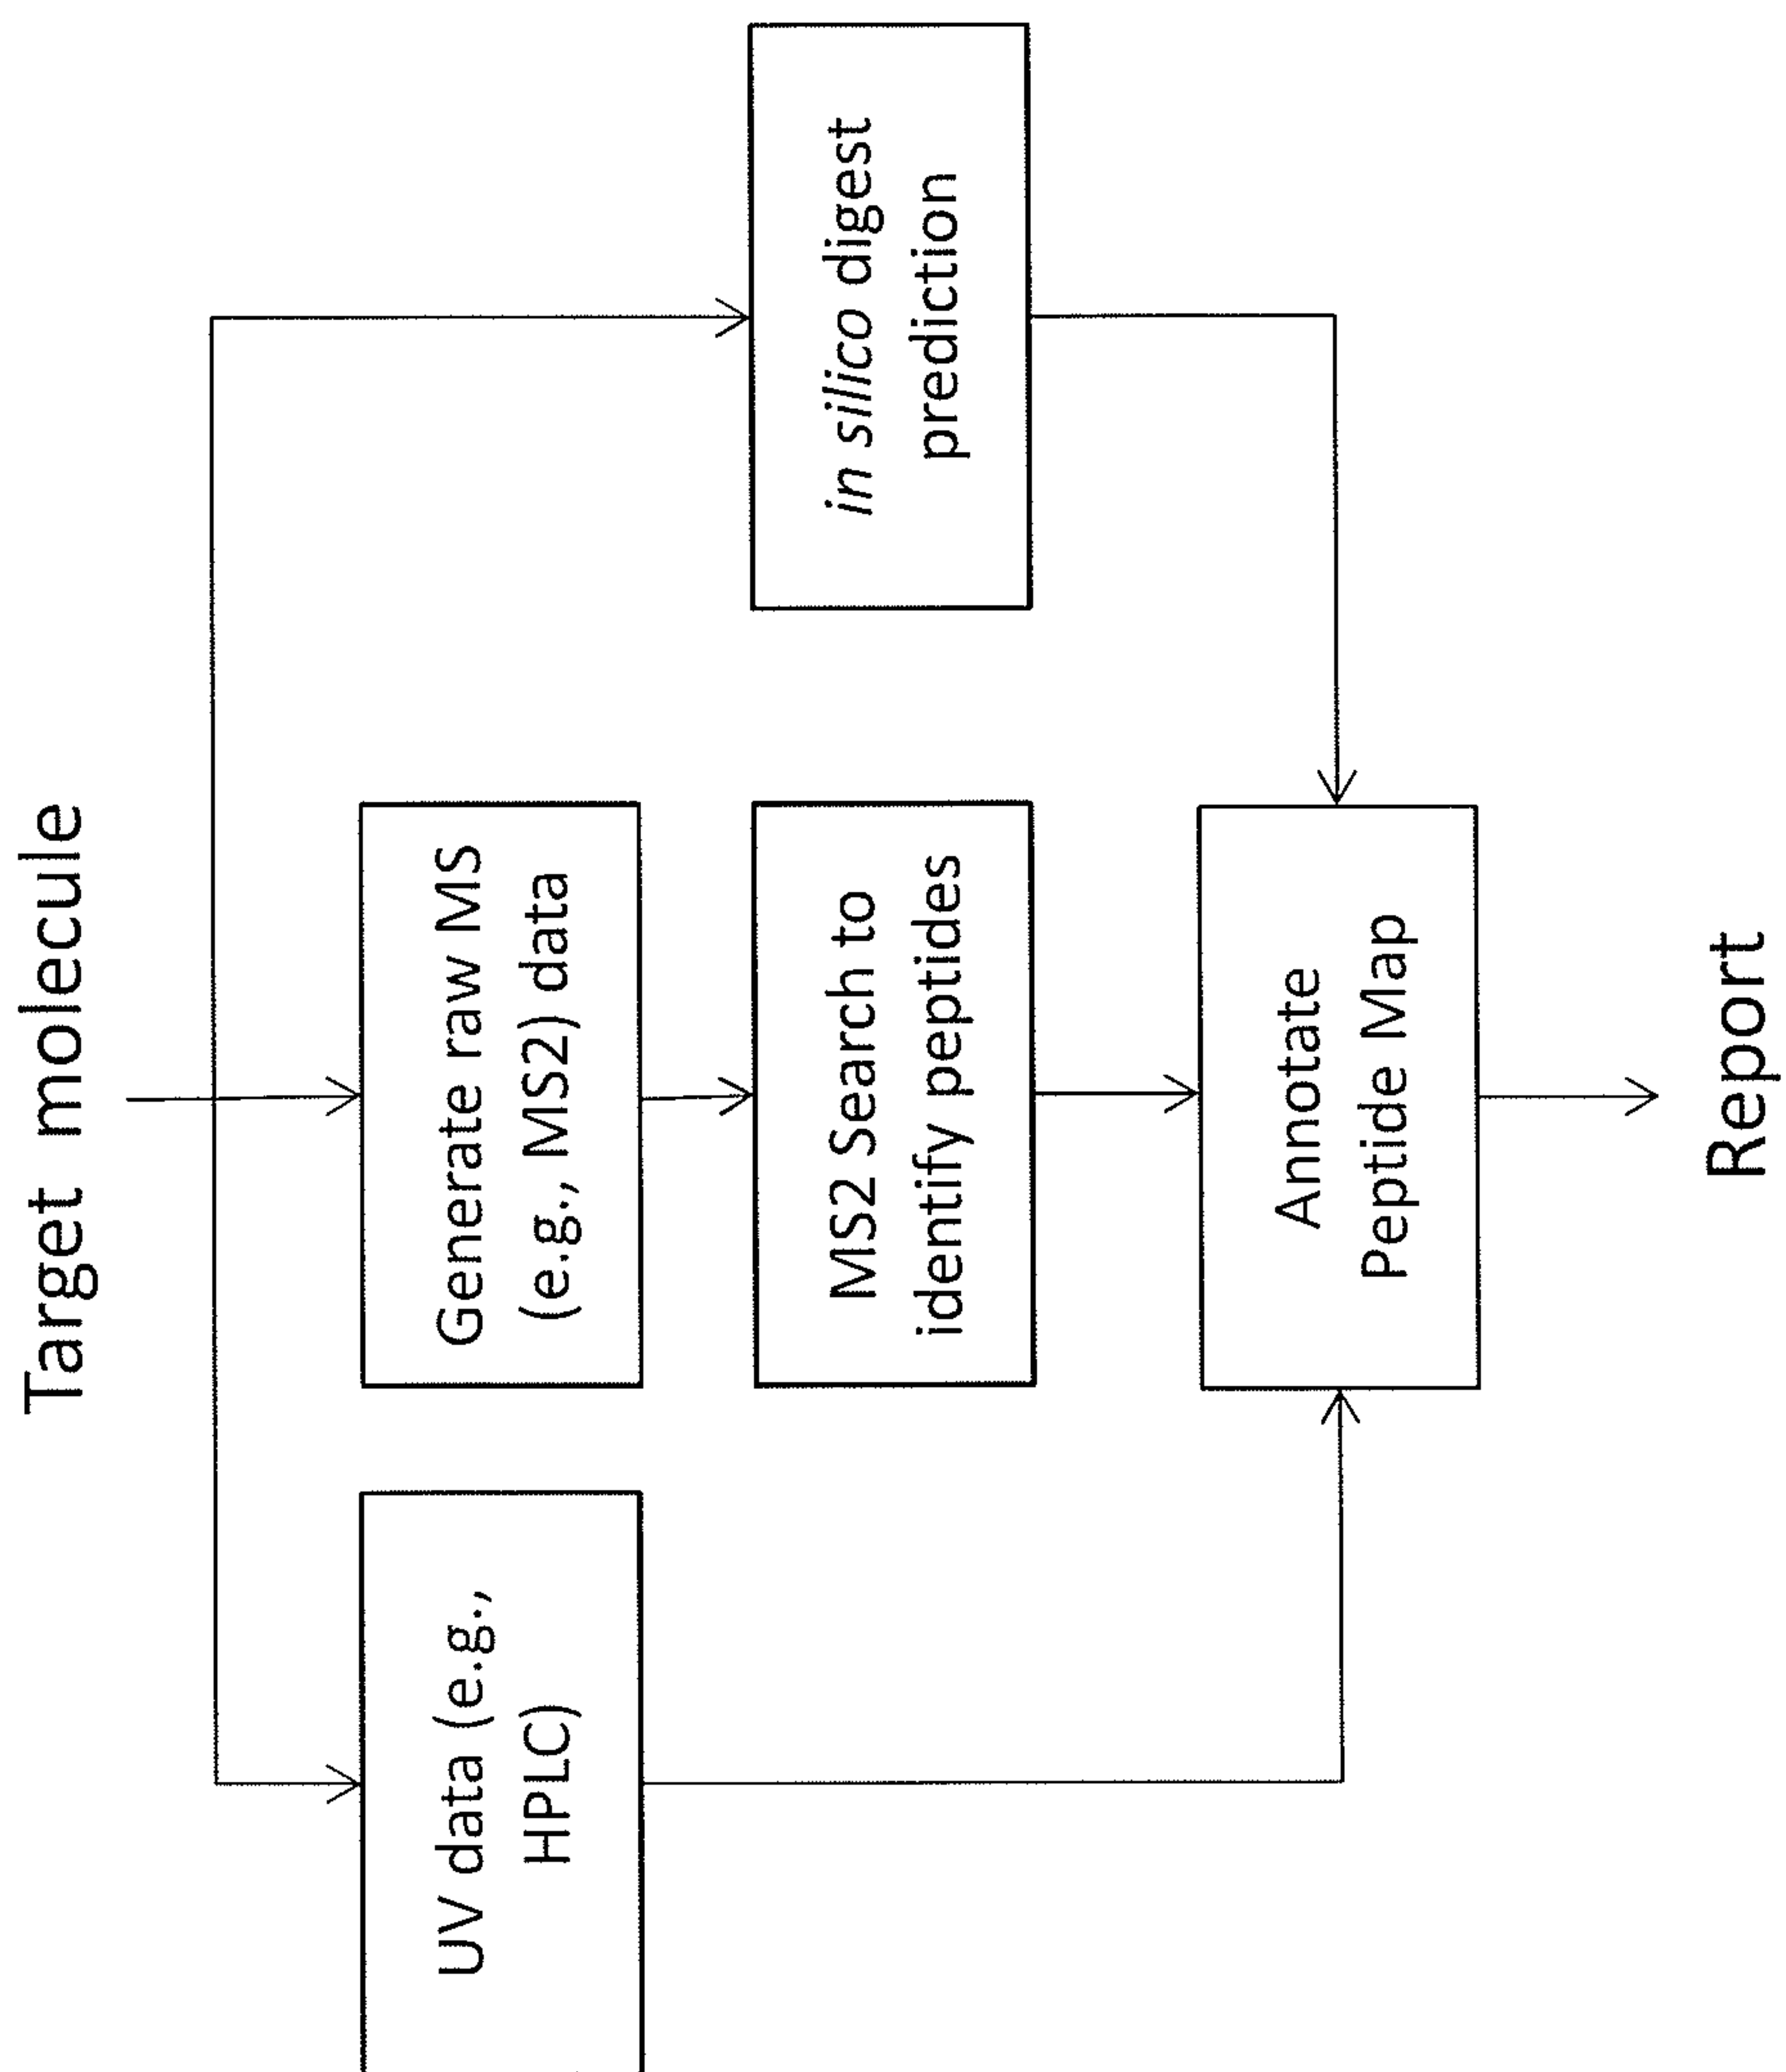 Target molecule
UV data (e.g.,
HPLC)
Generate raw MS
(e.g., MS2) data
MS2 Search to
identify peptides
in silico digest
prediction
Annotate
Peptide Map
Report